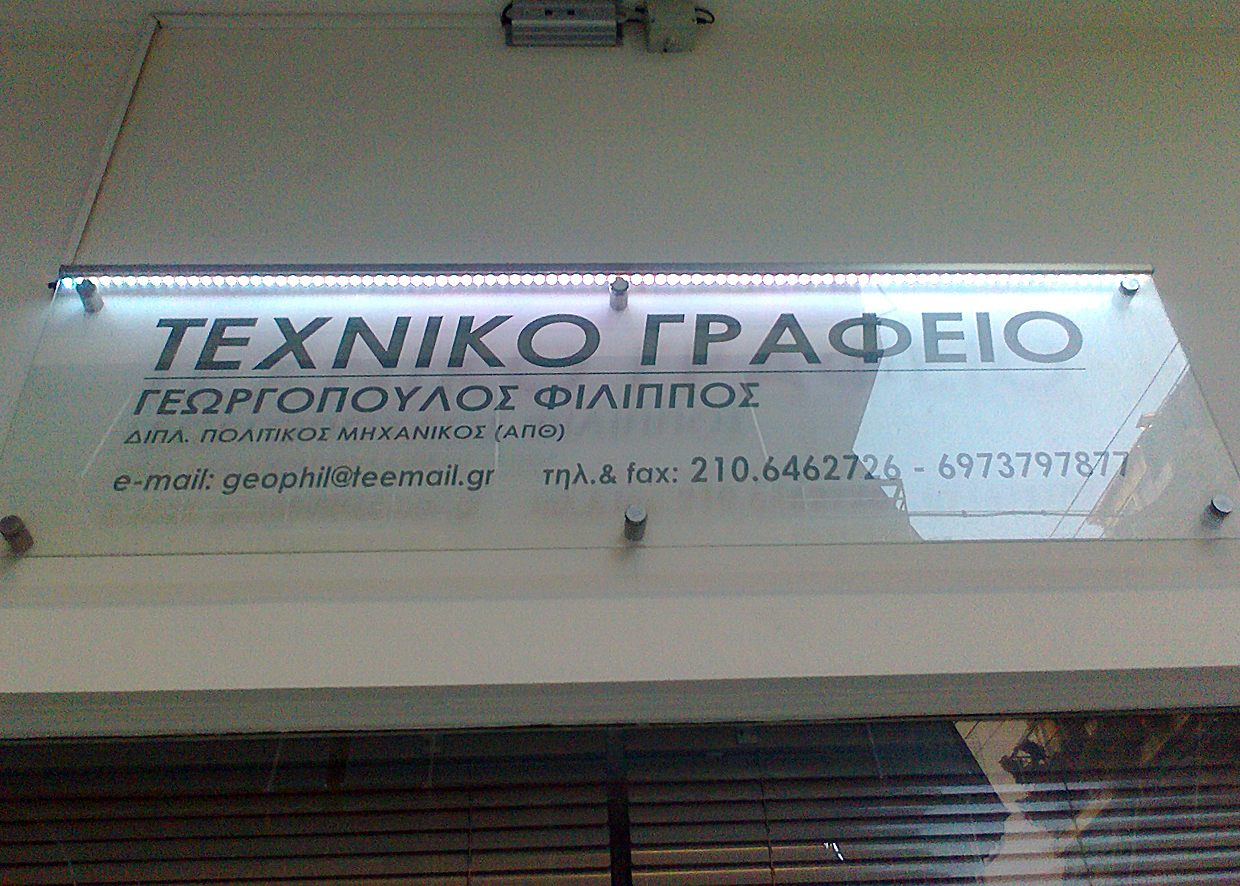 ΤΕΧΝΙΚΟ ΓΡΑΦΕΙΟ
ΓΕΩΡΓΟΠΟΥΛΟΣ ΦΙΛΙΠΠΟΣ
ΔΙΠΛ. ΠΟΛΙΤΙΚΟΣ ΜΗΧΑΝΙΚΟΣ (ΑΠΘ)
e-mail: geophil@teemail.gr τηλ.& fax: 210.6462726 - 6973797877